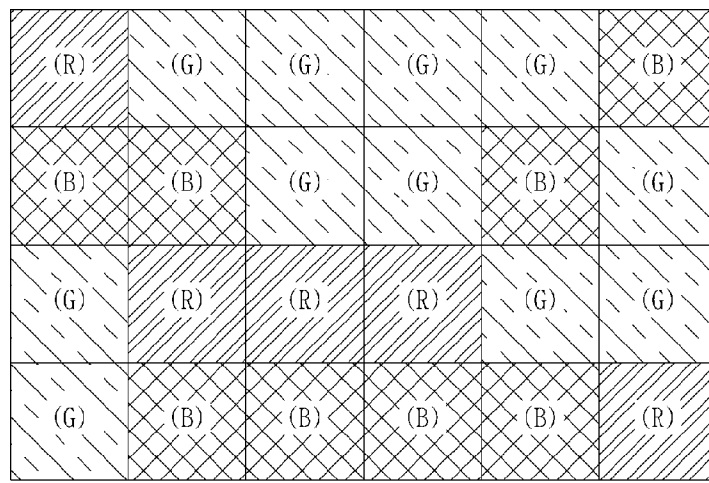 (R) (G) (G) (G) (G) (B)
(B) (B) (G) (G) (B) (G)
(G) (R) (R) (R) (G) (G)
(G) (B) (B) (B) (B) (R)